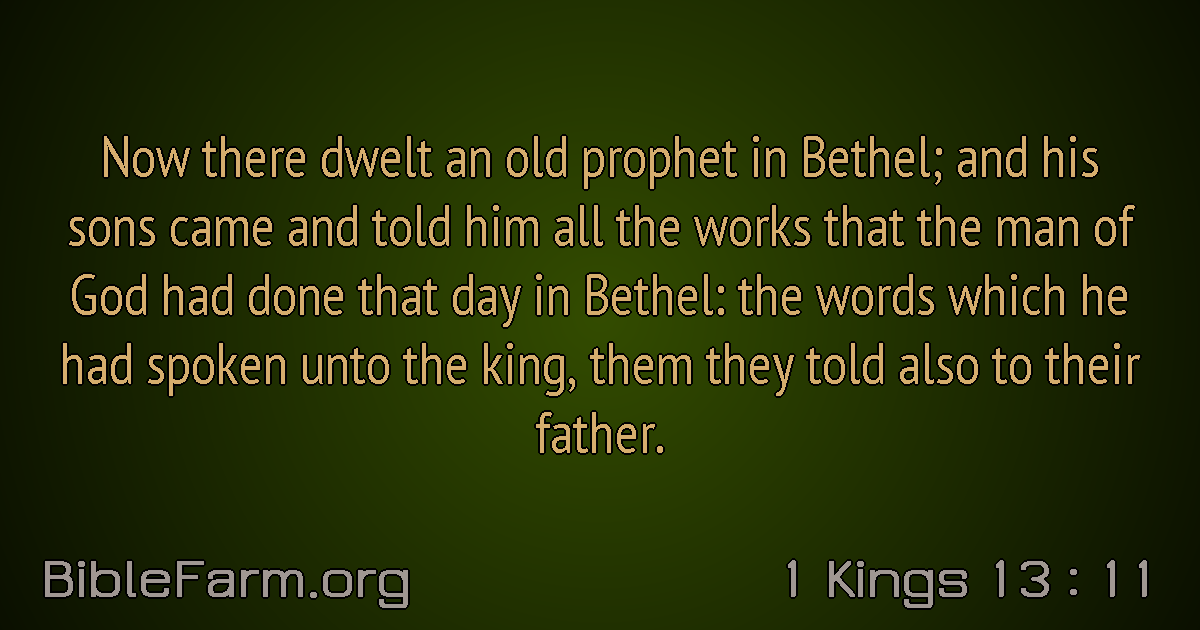 Now there dwelt an old prophet in Bethel; and his
sons came and told him all the works that the man of
God had done that day in Bethel: the words which he
had spoken unto the king, them they told also to their
father.
BibleFarm.org
1 Kings 13 : 11